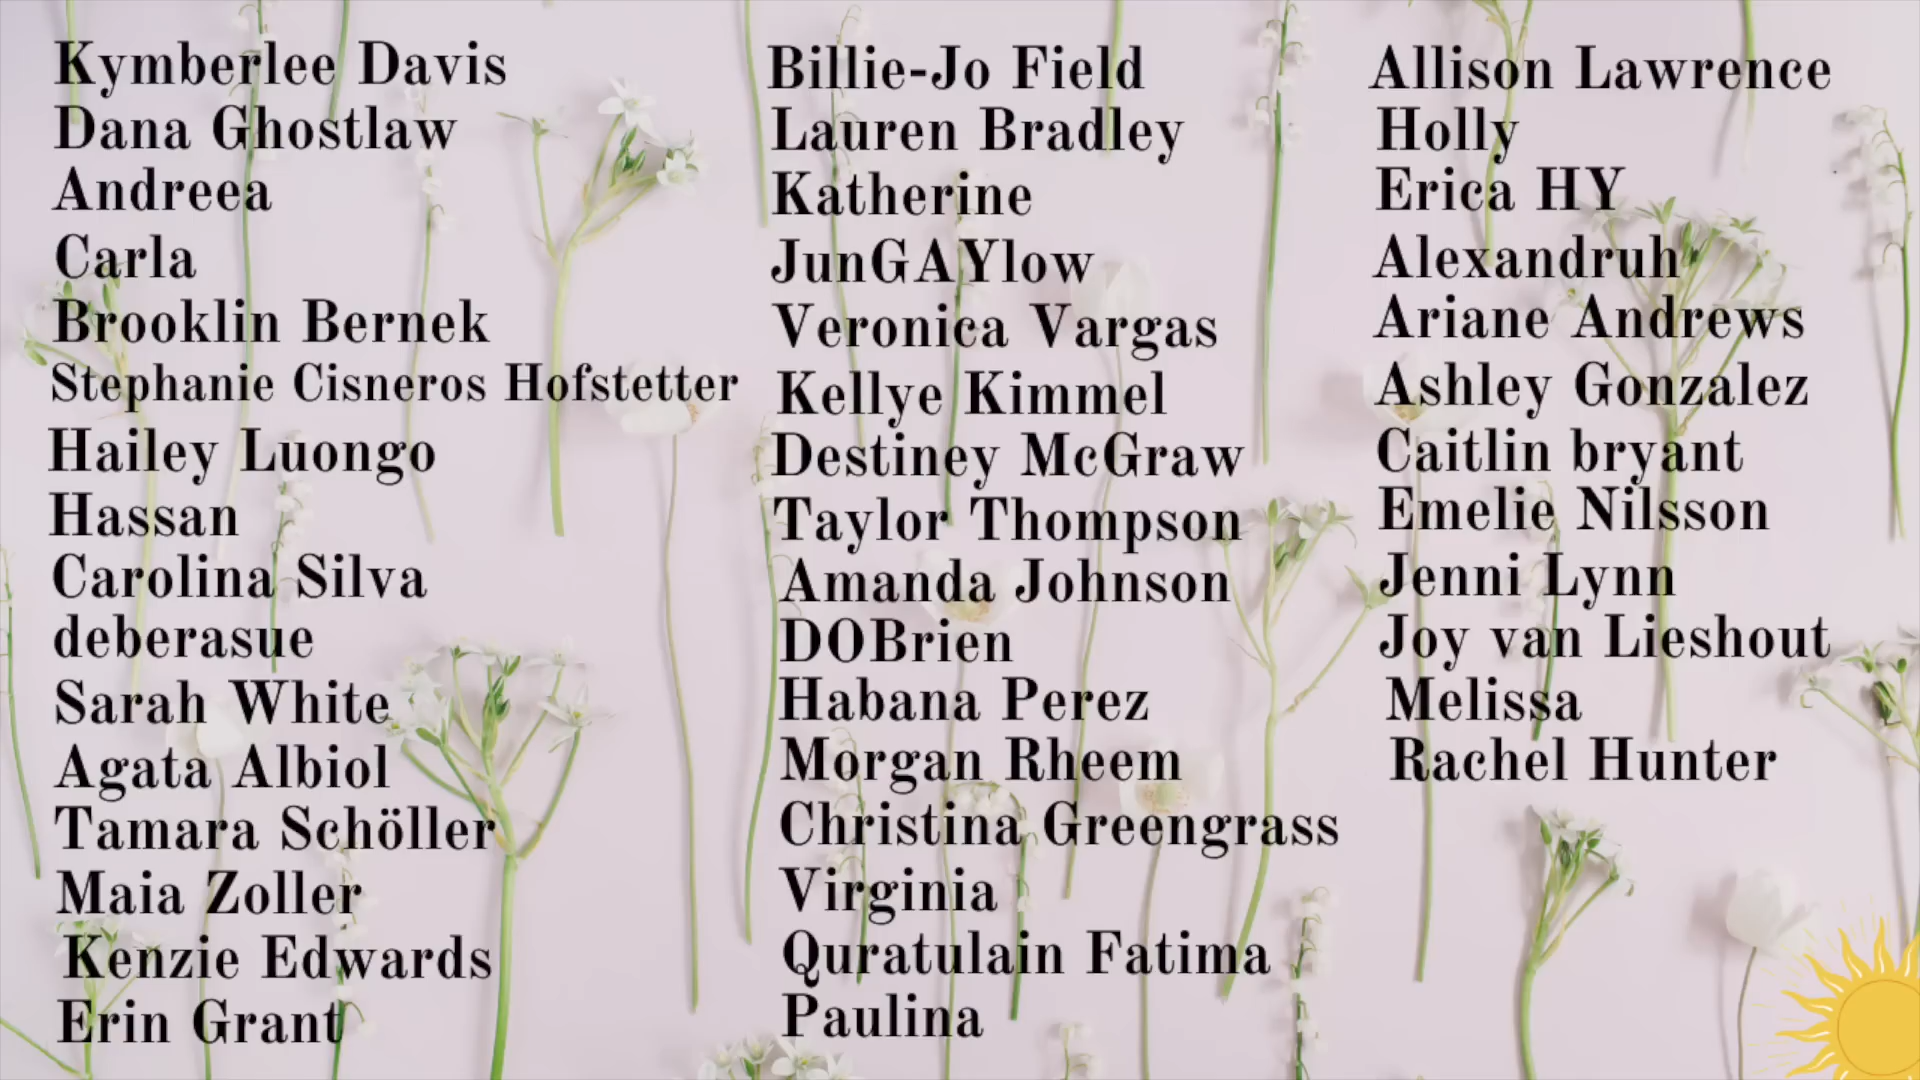 Kymberlee Davis
Dana Ghostlaw
Andreea
Carla
Brooklin Bernek
Stephanie Cisneros Hofstetter
Hailey Luongo
Hassan
Carolina Silva
deberasue
Sarah White
Agata Albiol
Tamara Schöller
Maia Zoller
Kenzie Edwards
Erin Grant
Billie-Jo Field
Lauren Bradley
Katherine
JunGAYlow
Veronica Vargas
Kellye Kimmel
Destiney McGraw
Taylor Thompson
Amanda Johnson
DOBrien
Habana Perez
Morgan Rheem
Christina Greengrass
Virginia
Quratulain Fatima
Paulina
Allison Lawrence
Holly
Erica HY
Alexandruh
Ariane Andrews
Ashley Gonzalez
Caitlin bryant
Emelie Nilsson
Jenni Lynn
Joy van Lieshout
Melissa
Rachel Hunter